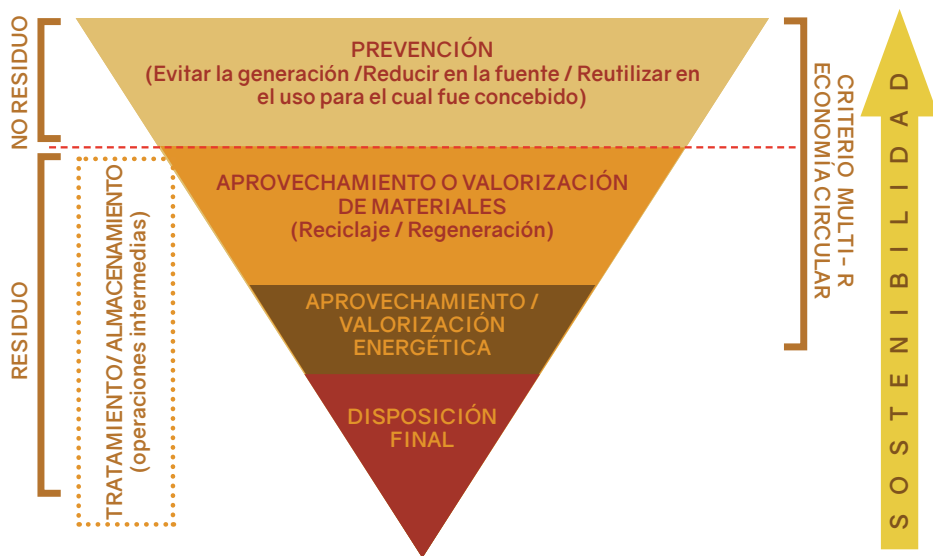 NO RESIDUO
RESIDUO
TRATAMIENTO/ ALMACENAMIENTO
(operaciones intermedias)
PREVENCIÓN
(Evitar la generación /Reducir en la fuente / Reutilizar en
el uso para el cual fue concebido)
APROVECHAMIENTO O VALORIZACIÓN
DE MATERIALES
(Reciclaje / Regeneración)
APROVECHAMIENTO /
VALORIZACIÓN
ENERGÉTICA
DISPOSICIÓN
FINAL
CRITERIO MULTI-R
ECONOMÍA CIRCULAR
SOSTENIBILIDAD